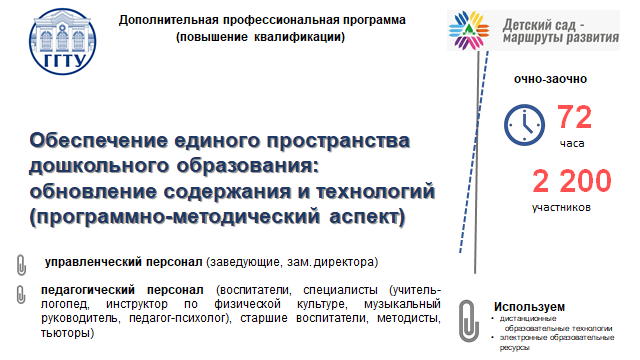 ГГТУ
Дополнительная профессиональная программа
(повышение квалификации)
Детский сад -
маршруты развития
очно-заочно
72
часа
2 200
участников
Обеспечение единого пространства
дошкольного образования:
обновление содержания и технологий
(программно-методический аспект)
управленческий персонал (заведующие, зам. директора)
педагогический персонал (воспитатели, специалисты (учитель-
логопед, инструктор по физической культуре, музыкальный
руководитель, педагог-психолог), старшие воспитатели, методисты,
тьюторы)
Используем
• дистанционные
образовательные технологии
• электронные образовательные
ресурсы